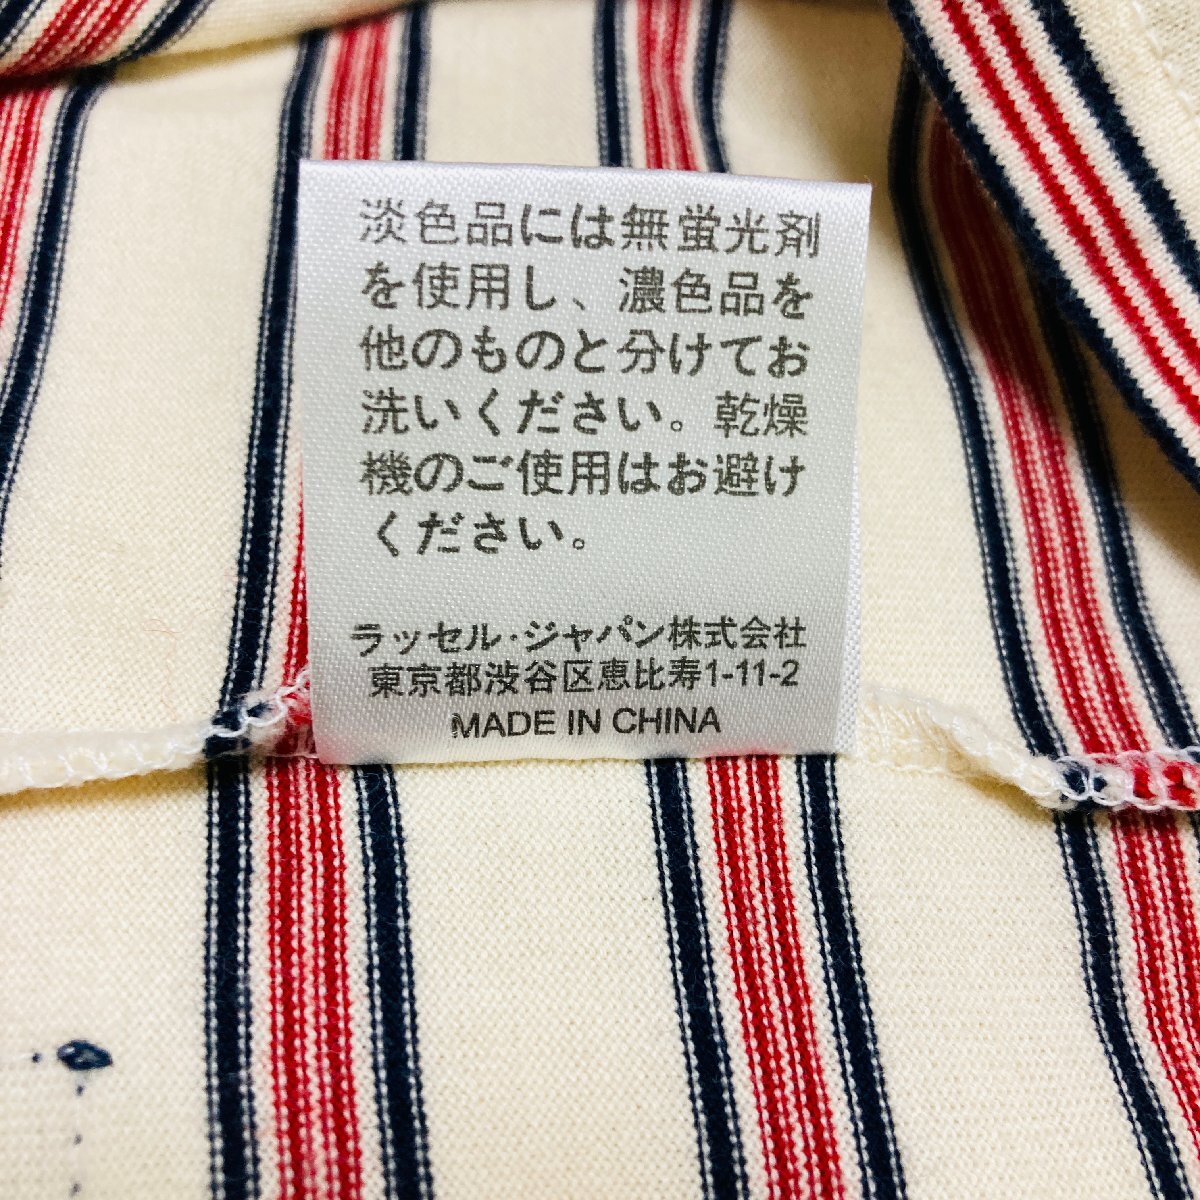 淡色品には無蛍光剤
を使用し、濃色品を
他のものと分けてお
洗いください。乾燥
機のご使用はお避け
ください。
ラッセル・ジャパン株式会社
東京都渋谷区恵比寿1-11-2
MADE IN CHINA